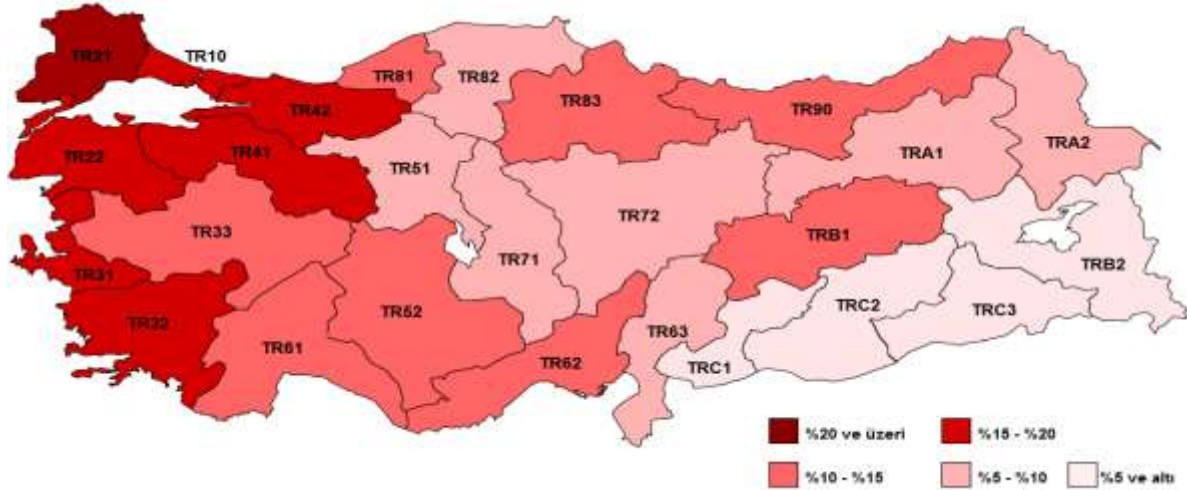 TR21
TR10
TR81
TR82
TR42
TR83
TR90
TR22
TR41
TR51
TRA1
TRA2
TR33
TR72
TRB1
TR31
TR71
TRB2
TR32
TR52
TRC2
TRC3
TR61
TR62
TR63
TRC1
%20 ve üzeri
%15 - %20
%10 - %15
%5 - %10
%5 ve altı